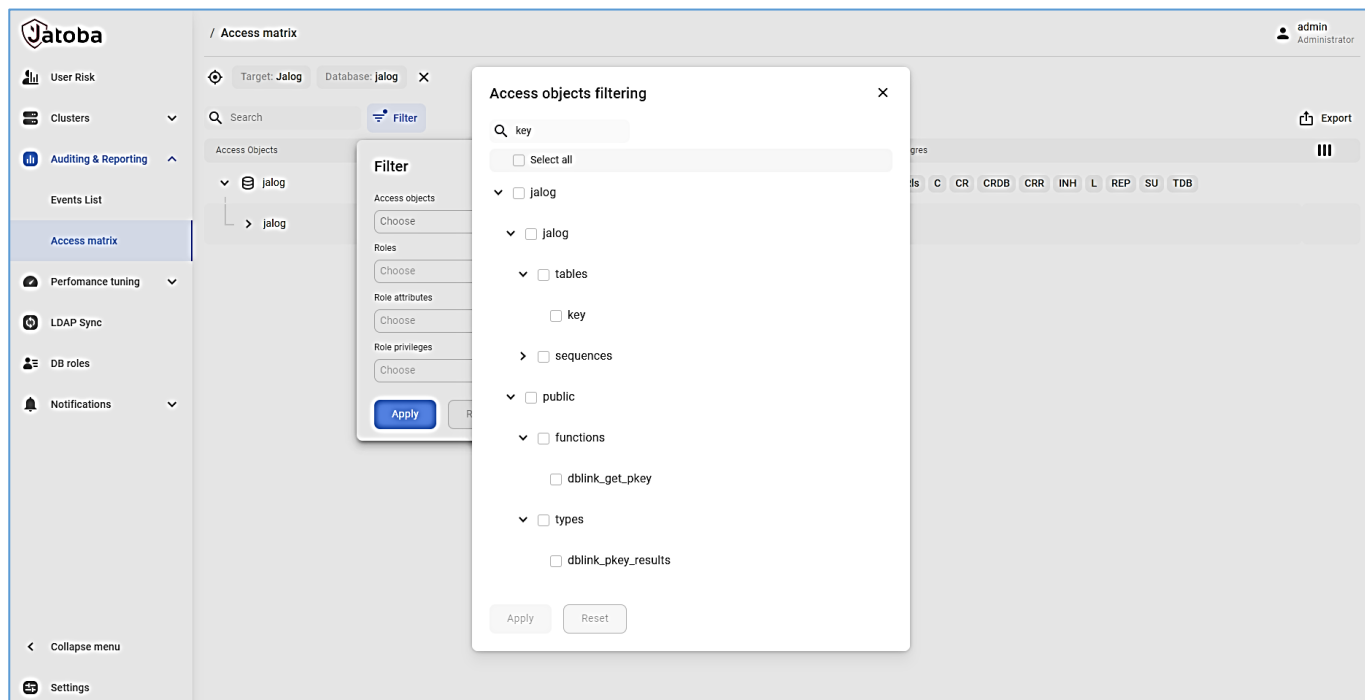 Jatoba
/ Access matrix
admin
Administrator
User Risk
Target: Jalog
Database: jalog
Access objects filtering
Clusters
Search
Filter
key
Export
Auditing & Reporting
Access Objects
Filter
Select all
gres
Events List
jalog
Access objects
jalog
C CR CRDB CRR INH L REP SU TDB
Access matrix
jalog
Choose
jalog
Roles
Perfomance tuning
Choose
tables
Role attributes
LDAP Sync
Choose
key
Role privileges
DB roles
Choose
sequences
Notifications
Apply
R
public
functions
dblink_get_pkey
types
dblink_pkey_results
Apply
Reset
Collapse menu
Settings